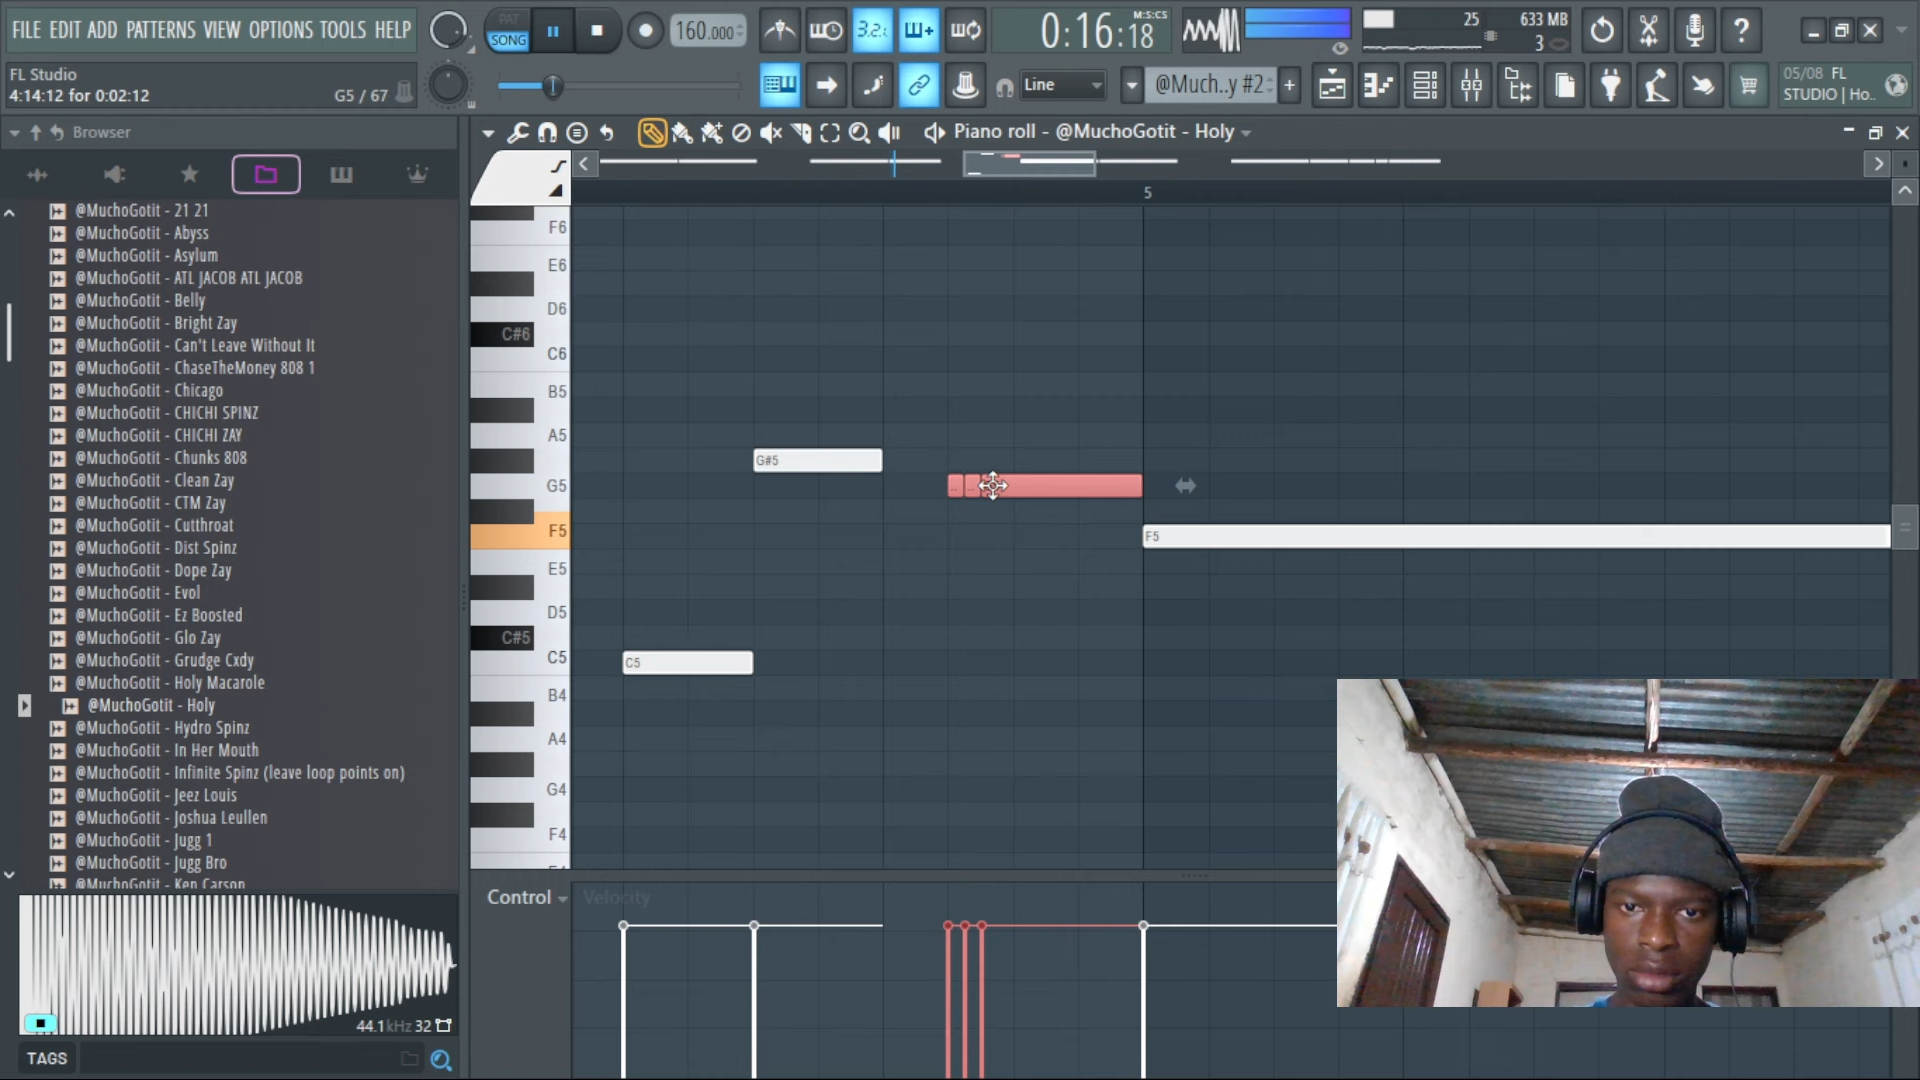 FILE EDIT ADD PATTERNS VIEW OPTIONS TOOLS HELP
PAT
SONG
160.000
3.2.:
0:16:18
M:S:CS
25
633 MB
3
FL Studio
4:14:12 for 0:02:12
G5 / 67
Line
@Much..y #2
+
05/08 FL
STUDIO | Ho..
Browser
Piano roll - @MuchoGotit - Holy
5
@MuchoGotit - 21 21
@MuchoGotit - Abyss
@MuchoGotit - Asylum
@MuchoGotit - ATL JACOB ATL JACOB
@MuchoGotit - Belly
@MuchoGotit - Bright Zay
@MuchoGotit - Can't Leave Without It
@MuchoGotit - ChaseTheMoney 808 1
@MuchoGotit - Chicago
@MuchoGotit - CHICHI SPINZ
@MuchoGotit - CHICHI ZAY
@MuchoGotit - Chunks 808
@MuchoGotit - Clean Zay
@MuchoGotit - CTM Zay
@MuchoGotit - Cutthroat
@MuchoGotit - Dist Spinz
@MuchoGotit - Dope Zay
@MuchoGotit - Evol
@MuchoGotit - Ez Boosted
@MuchoGotit - Glo Zay
@MuchoGotit - Grudge Cxdy
@MuchoGotit - Holy Macarole
@MuchoGotit - Holy
@MuchoGotit - Hydro Spinz
@MuchoGotit - In Her Mouth
@MuchoGotit - Infinite Spinz (leave loop points on)
@MuchoGotit - Jeez Louis
@MuchoGotit - Joshua Leullen
@MuchoGotit - Jugg 1
@MuchoGotit - Jugg Bro
@MuchoGotit - Ken Carson
44.1kHz 32
TAGS
F6
E6
D6
C#6
C6
B5
A5
G5
F5
E5
D5
C#5
C5
B4
A4
G4
F4
G#5
F5
C5
Control
Velocity